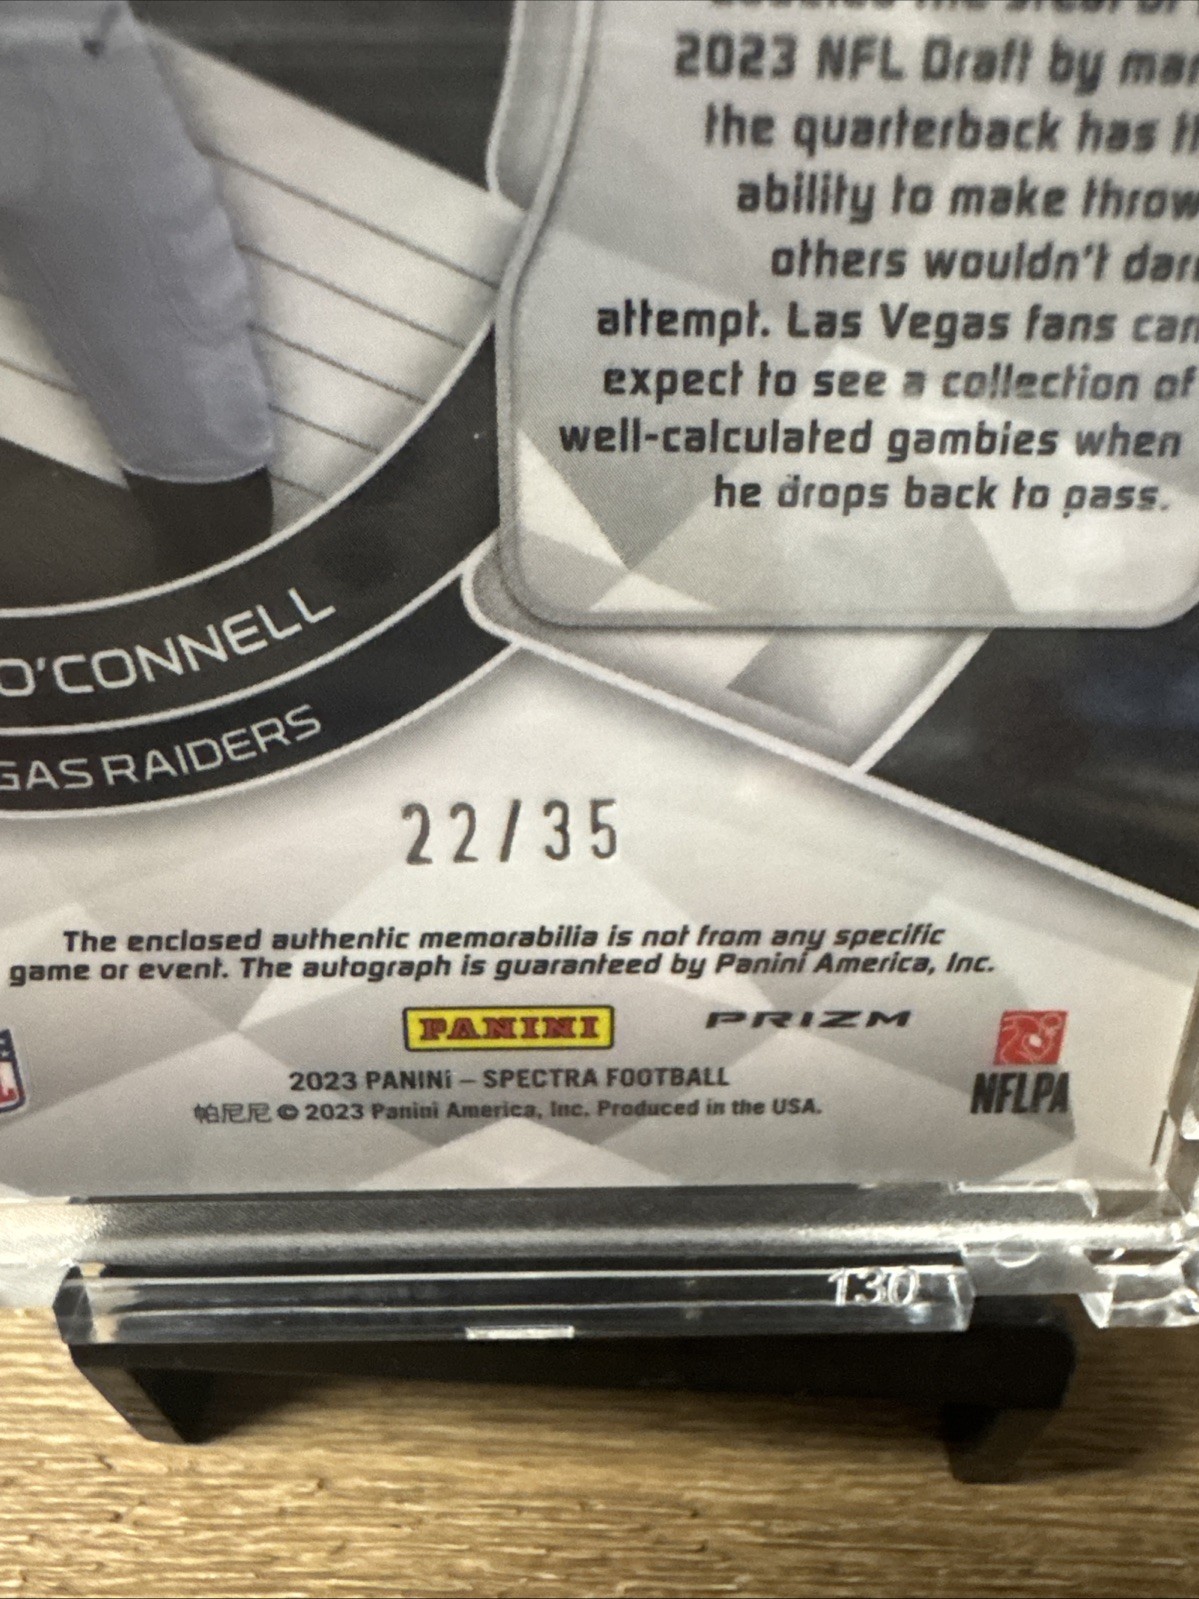 2023 NFL Draft by
the quarterback has
ability to make
others wouldn't
attempt. Las Vegas fans can
expect to see a collection of
well-calculated gambles when
he drops back to pass.
O'CONNELL
RAIDERS
22/35
The enclosed authentic memorabilia is not from any specific
game or event. The autograph is guaranteed by Panini America, Inc.
PANINI
PRIZM
NFLPA
2023 PANINI – SPECTRA FOOTBALL
帕尼尼 © 2023 Panini America, Inc. Produced in the USA.
130